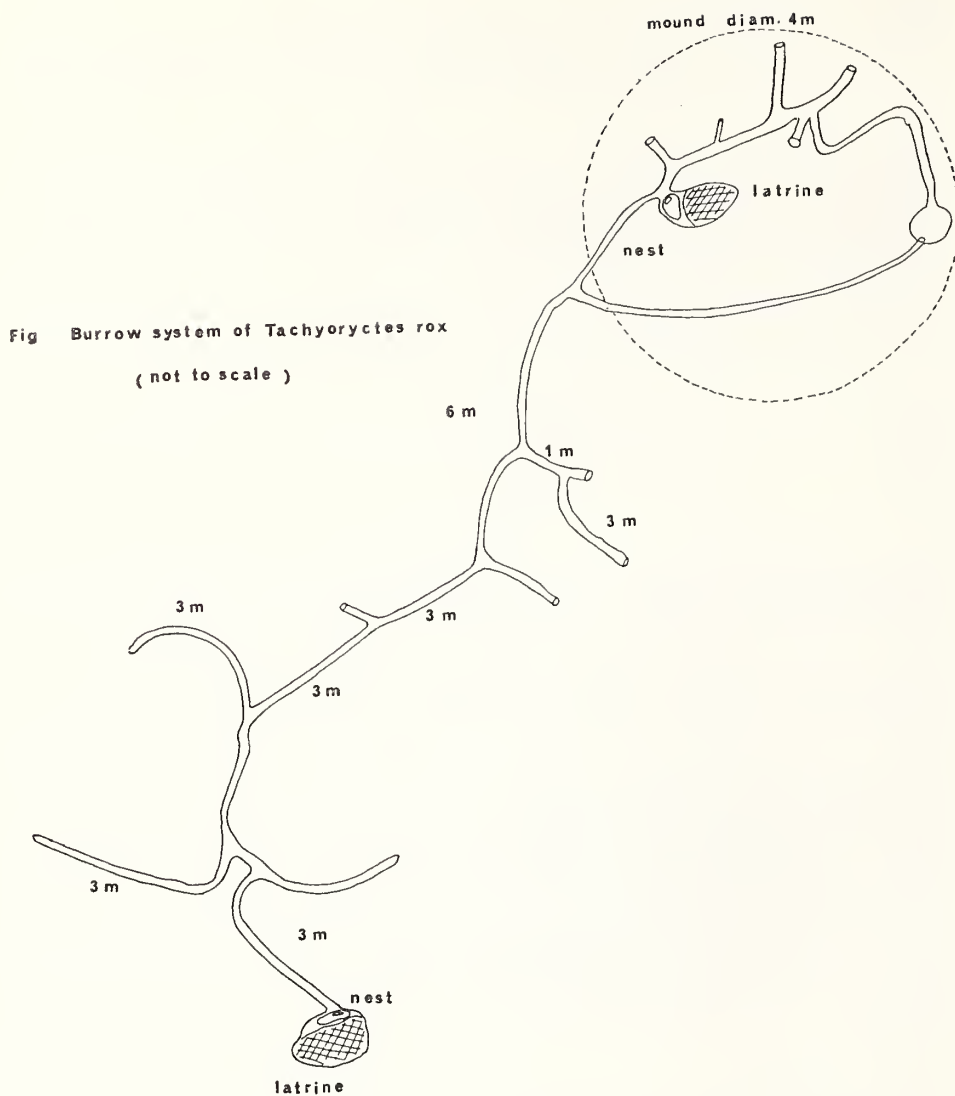 mound diam. 4m
latrine
nest
Fig Burrow system of Tachyoryctes rox
( not to scale )
6 m
1 m
3 m
3 m
3 m
3 m
3 m
3 m
nest
latrine